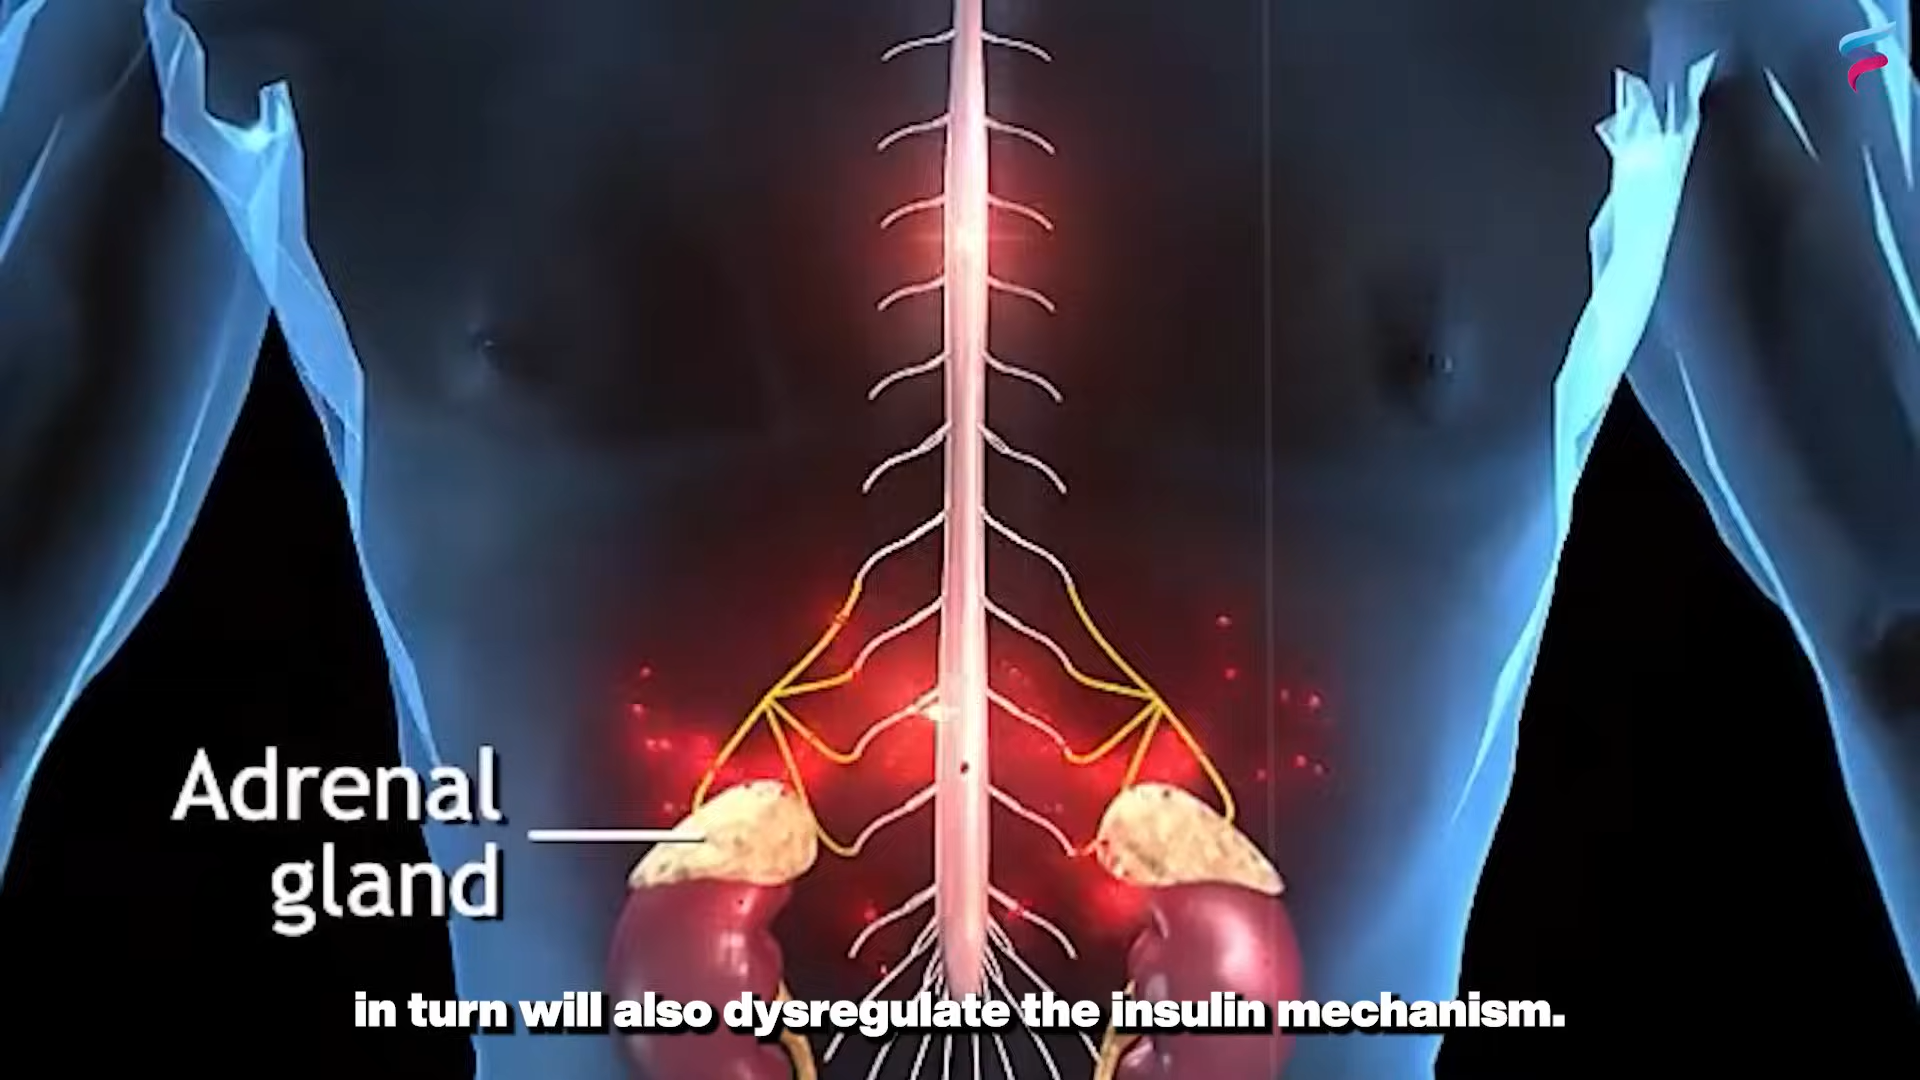 Adrenal
gland
in turn will also dysregulate the insulin mechanism.